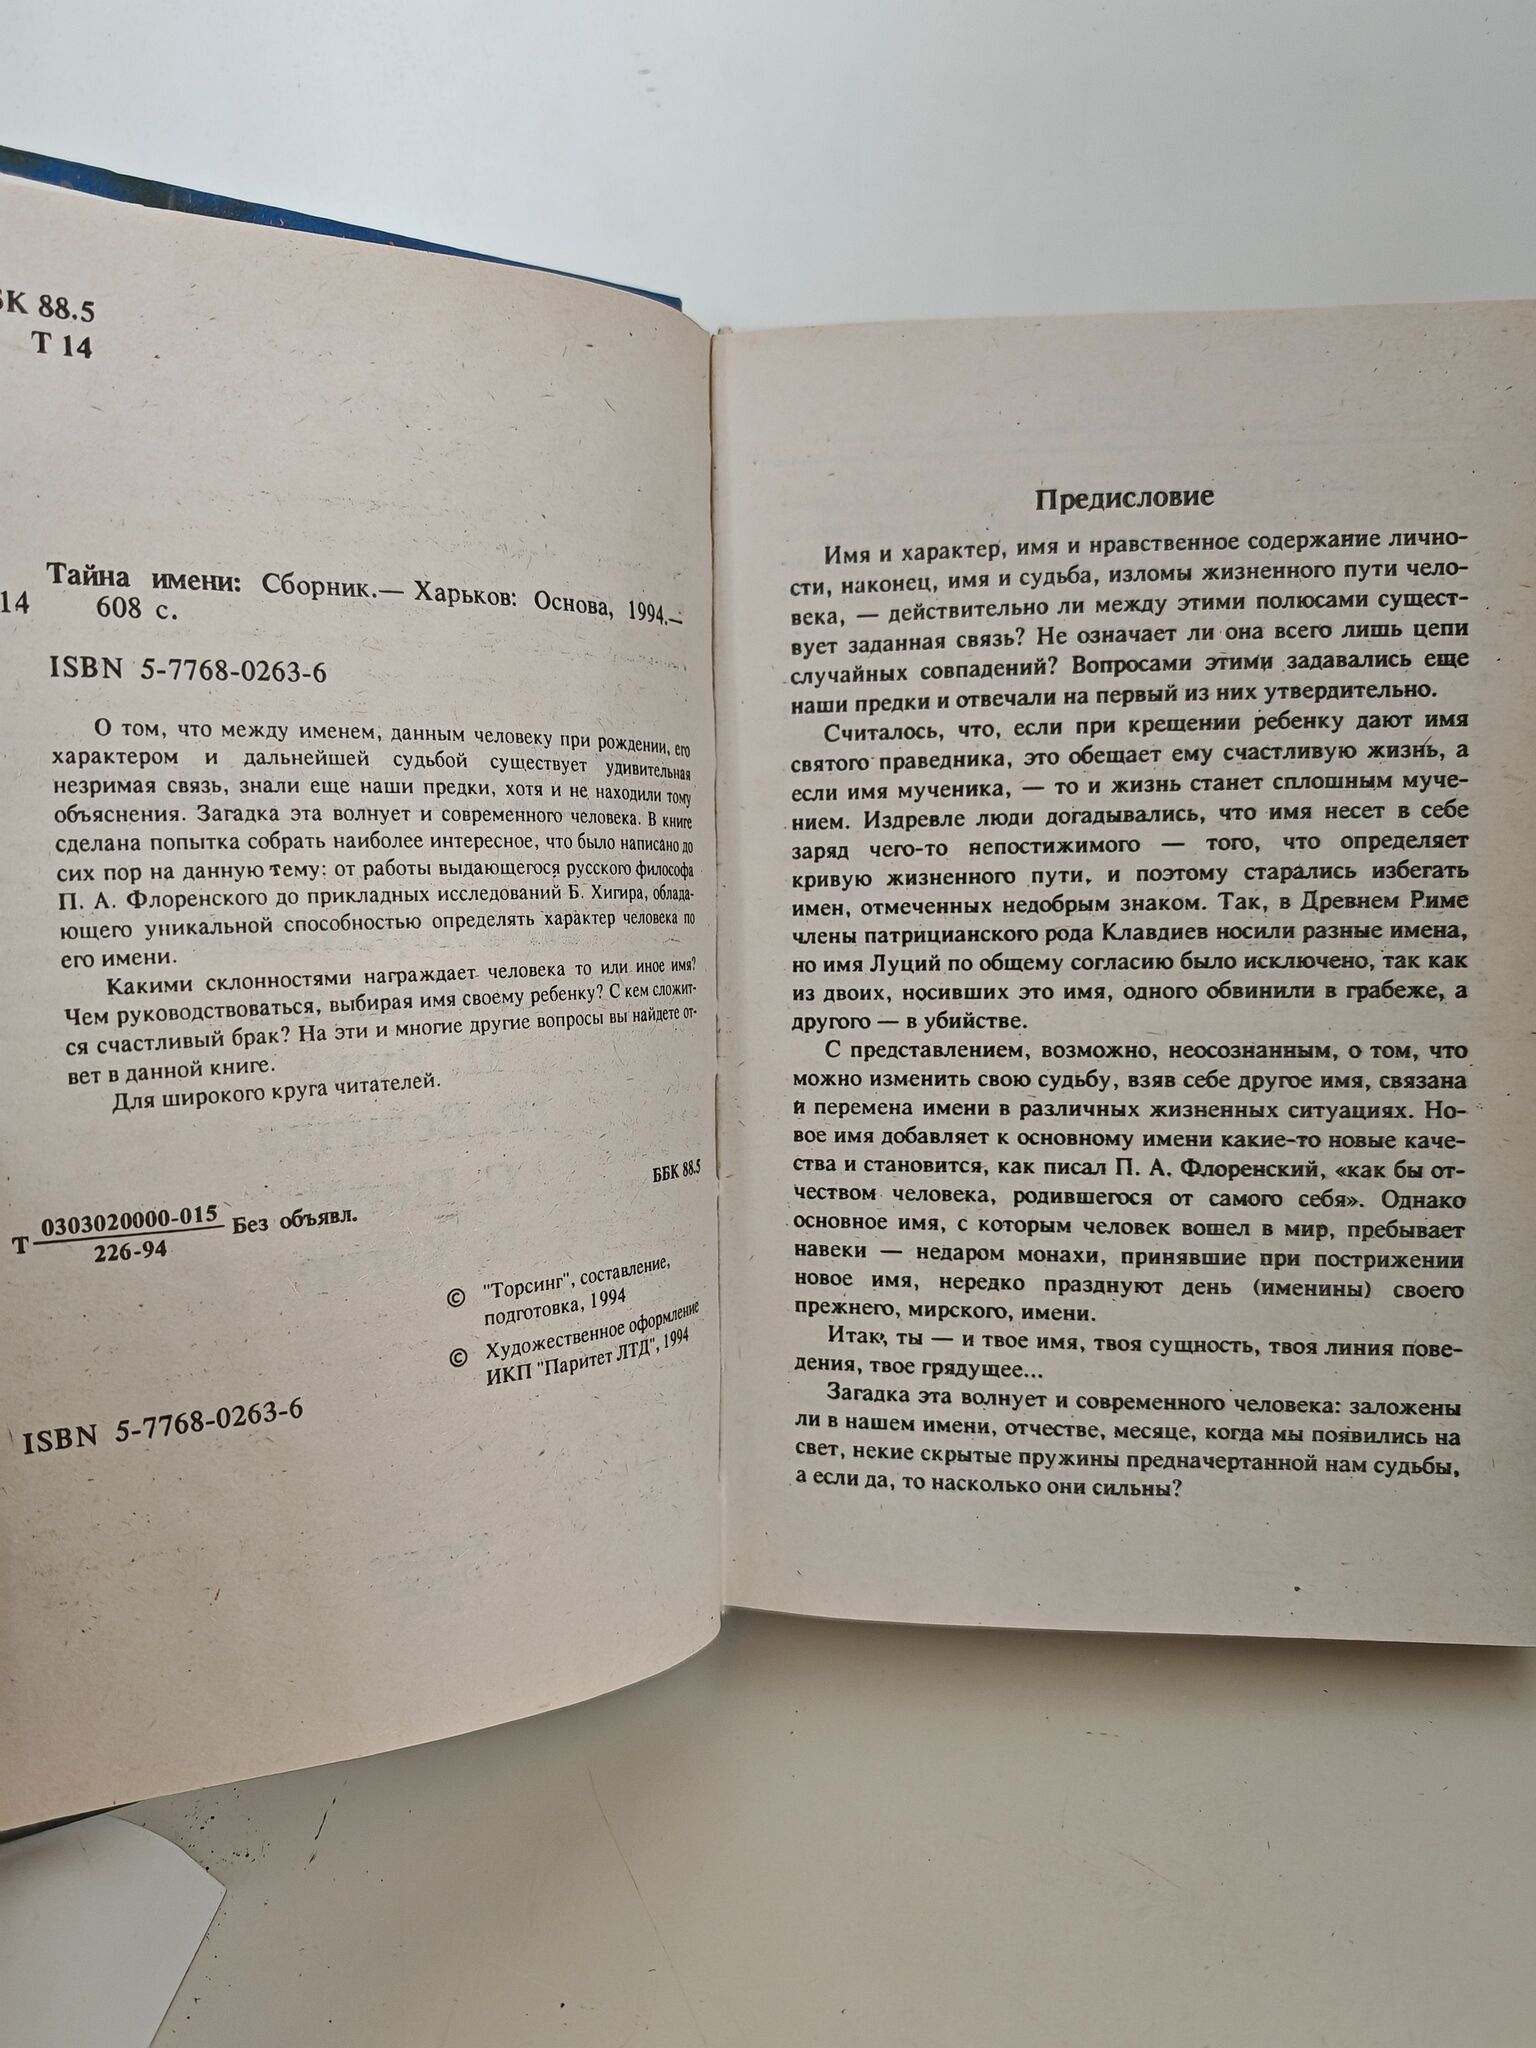 БК 88.5
Т 14
Тайна имени: Сборник.— Харьков: Основа, 1994.—
14 608 с.
ISBN 5-7768-0263-6
О том, что между именем, данным человеку при рождении, его
характером и дальнейшей судьбой существует удивительная
незримая связь, знали еще наши предки, хотя и не находили тому
объяснения. Загадка эта волнует и современного человека. В книге
сделана попытка собрать наиболее интересное, что было написано до
сих пор на данную тему: от работы выдающегося русского философа
П. А. Флоренского до прикладных исследований Б. Хигира, облада-
ющего уникальной способностью определять характер человека по
его имени.
Какими склонностями награждает человека то или иное имя?
Чем руководствоваться, выбирая имя своему ребенку? С кем сложит-
ся счастливый брак? На эти и многие другие вопросы вы найдете от-
вет в данной книге.
Для широкого круга читателей.
ББК 88.5
Т 0303020000-015 Без объявл.
226-94
© "Торсинг", составление,
подготовка, 1994
© Художественное оформление
ИКП "Паритет ЛТД", 1994
ISBN 5-7768-0263-6
Предисловие
Имя и характер, имя и нравственное содержание лично-
сти, наконец, имя и судьба, изломы жизненного пути чело-
века, — действительно ли между этими полюсами сущест-
вует заданная связь? Не означает ли она всего лишь цепи
случайных совпадений? Вопросами этими задавались еще
наши предки и отвечали на первый из них утвердительно.
Считалось, что, если при крещении ребенку дают имя
святого праведника, это обещает ему счастливую жизнь, а
если имя мученика, — то и жизнь станет сплошным муче-
нием. Издревле люди догадывались, что имя несет в себе
заряд чего-то непостижимого — того, что определяет
кривую жизненного пути, и поэтому старались избегать
имен, отмеченных недобрым знаком. Так, в Древнем Риме
члены патрицианского рода Клавдиев носили разные имена,
но имя Луций по общему согласию было исключено, так как
из двоих, носивших это имя, одного обвинили в грабеже, а
другого — в убийстве.
С представлением, возможно, неосознанным, о том, что
можно изменить свою судьбу, взяв себе другое имя, связана
и перемена имени в различных жизненных ситуациях. Но-
вое имя добавляет к основному имени какие-то новые каче-
ства и становится, как писал П. А. Флоренский, «как бы от-
чеством человека, родившегося от самого себя». Однако
основное имя, с которым человек вошел в мир, пребывает
навеки — недаром монахи, принявшие при пострижении
новое имя, нередко празднуют день (именины) своего
прежнего, мирского, имени.
Итак, ты — и твое имя, твоя сущность, твоя линия пове-
дения, твое грядущее...
Загадка эта волнует и современного человека: заложены
ли в нашем имени, отчестве, месяце, когда мы появились на
свет, некие скрытые пружины предначертанной нам судьбы,
а если да, то насколько они сильны?